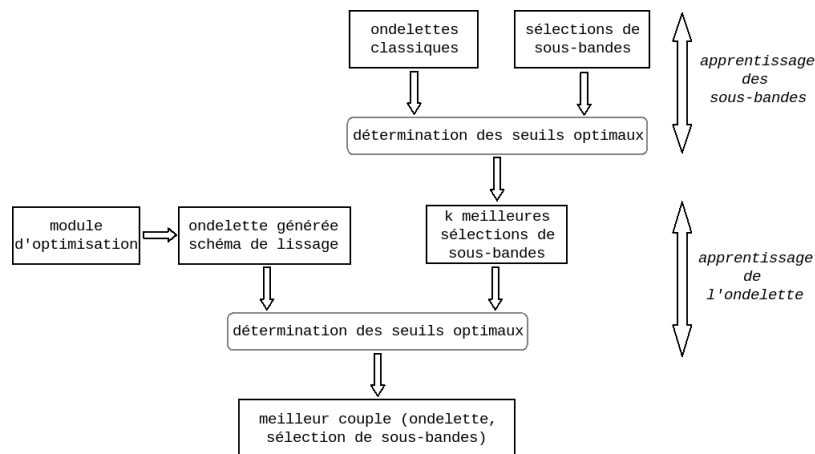 ondelettes
classiques
sélections de
sous-bandes
apprentissage
des
sous-bandes
détermination des seuils optimaux
module
d'optimisation
ondelette générée
schéma de lissage
k meilleures
sélections de
sous-bandes
apprentissage
de
l'ondelette
détermination des seuils optimaux
meilleur couple (ondelette,
sélection de sous-bandes)